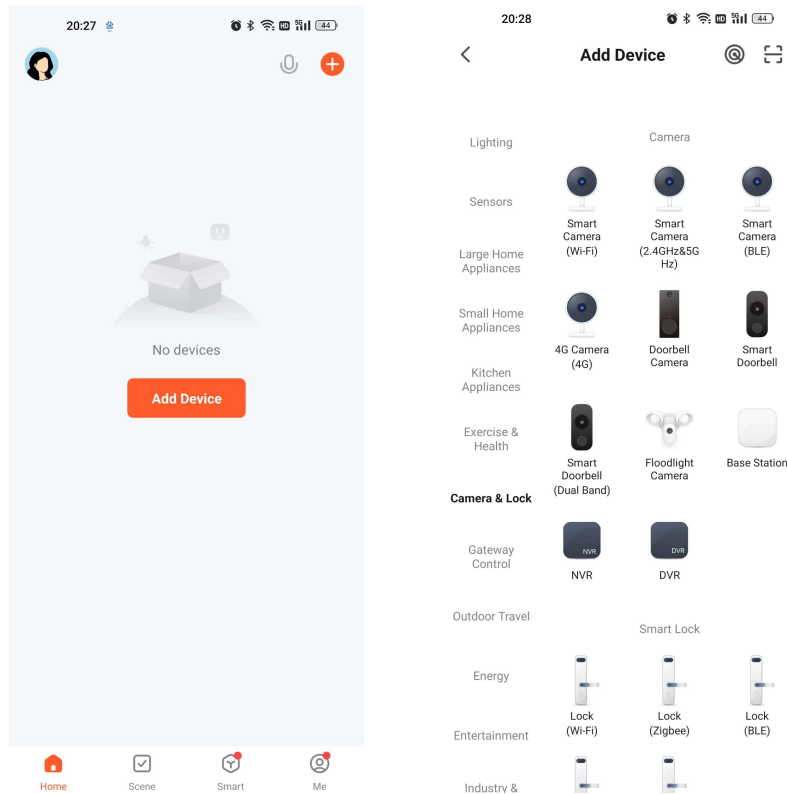 20:27
HD
5G
44
No devices
Add Device
Home
Scene
Smart
Me
20:28
HD
5G
44
Add Device
Lighting
Sensors
Large Home
Appliances
Small Home
Appliances
Kitchen
Appliances
Exercise &
Health
Camera & Lock
Gateway
Control
Outdoor Travel
Energy
Entertainment
Industry &
Camera
Smart
Camera
(Wi-Fi)
Smart
Camera
(2.4GHz&5G
Hz)
Smart
Camera
(BLE)
4G Camera
(4G)
Doorbell
Camera
Smart
Doorbell
Smart
Doorbell
(Dual Band)
Floodlight
Camera
Base Station
NVR
NVR
DVR
DVR
Smart Lock
Lock
(Wi-Fi)
Lock
(Zigbee)
Lock
(BLE)